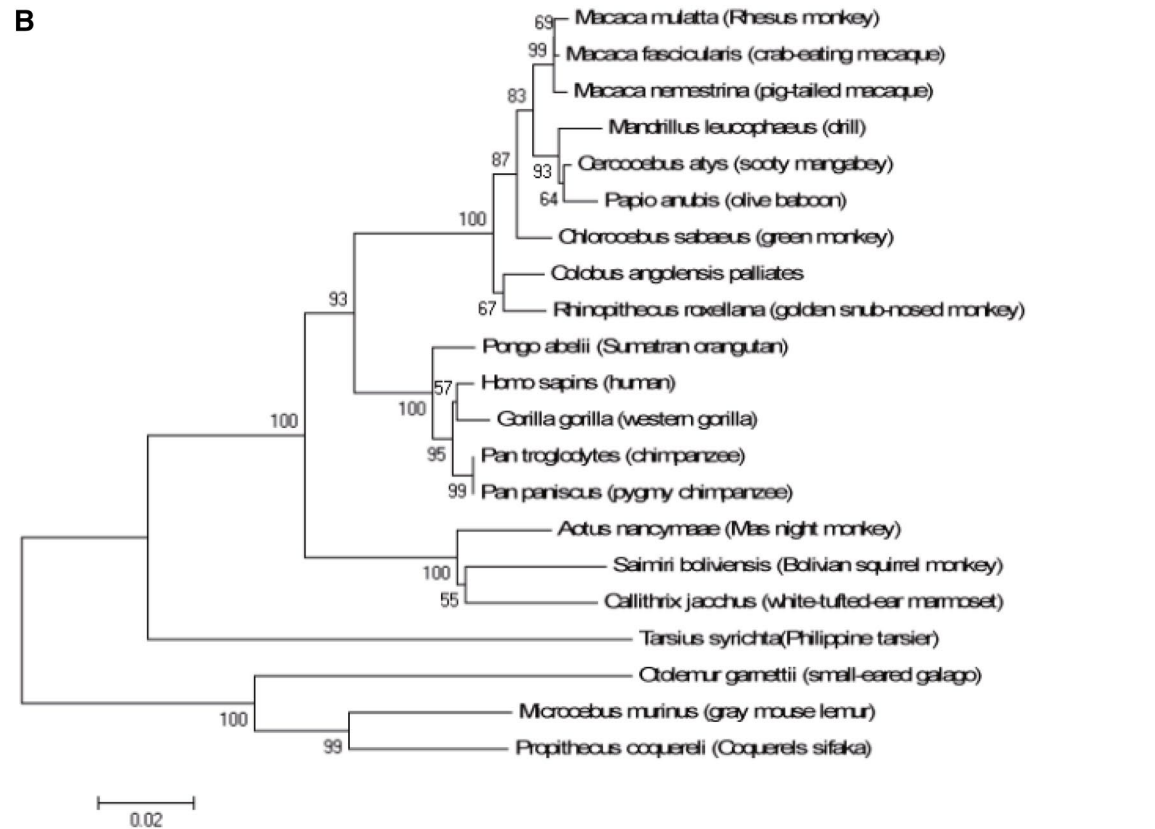 B
69
Macaca mulatta (Rhesus monkey)
99
Macaca fascicularis (crab-eating macaque)
Macaca nemestrina (pig-tailed macaque)
83
Mandrillus leucophaeus (drill)
87
Cercocebus atys (sooty mangabey)
93
64
Papio anubis (olive baboon)
100
Chlorocebus sabaeus (green monkey)
Colobus angolensis palliates
93
67
Rhinopithecus roxellana (golden snub-nosed monkey)
Pongo abelii (Sumatran orangutan)
57
Homo sapins (human)
100
100
Gorilla gorilla (western gorilla)
95
Pan troglodytes (chimpanzee)
99
Pan paniscus (pygmy chimpanzee)
Aotus nancymaae (Mas night monkey)
100
Saimiri boliviensis (Bolivian squirrel monkey)
55
Callithrix jacchus (white-tufted-ear marmoset)
Tarsius syrichta(Philippine tarsier)
Otolemur garnettii (small-eared galago)
100
Microcebus murinus (gray mouse lemur)
99
Propithecus coquereli (Coquerels sifaka)
0.02